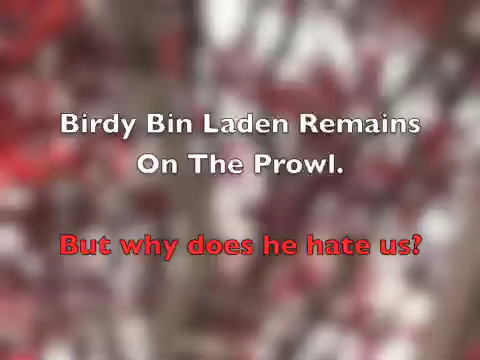 Birdy Bin Laden Remains
On The Prowl.
But why does he hate us?